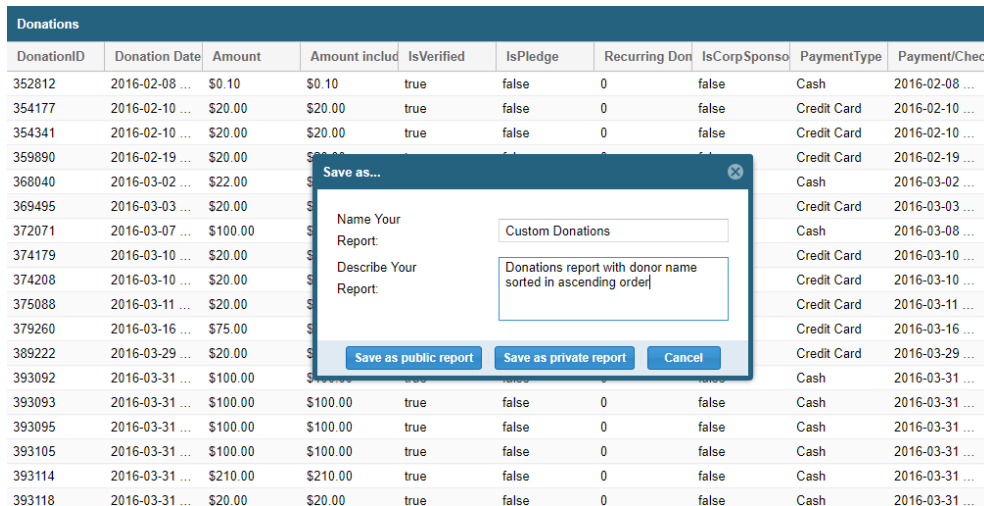 Donations
DonationID Donation Date Amount Amount includ IsVerified IsPledge Recurring Don IsCorpSponso PaymentType Payment/Chec
352812 2016-02-08 ... $0.10 $0.10 true false 0 false Cash 2016-02-08 ...
354177 2016-02-10 ... $20.00 $20.00 true false 0 false Credit Card 2016-02-10 ...
354341 2016-02-10 ... $20.00 $20.00 true false 0 false Credit Card 2016-02-10 ...
359890 2016-02-19 ... $20.00 Credit Card 2016-02-19 ...
368040 2016-03-02 ... $22.00 Cash 2016-03-02 ...
369495 2016-03-03 ... $20.00 Credit Card 2016-03-03 ...
372071 2016-03-07 ... $100.00 Cash 2016-03-08 ...
374179 2016-03-10 ... $20.00 Credit Card 2016-03-10 ...
374208 2016-03-10 ... $20.00 Credit Card 2016-03-10 ...
375088 2016-03-11 ... $20.00 Credit Card 2016-03-11 ...
379260 2016-03-16 ... $75.00 Credit Card 2016-03-16 ...
389222 2016-03-29 ... $20.00 Credit Card 2016-03-29 ...
393092 2016-03-31 ... $100.00 Cash 2016-03-31 ...
393093 2016-03-31 ... $100.00 $100.00 true false 0 false Cash 2016-03-31 ...
393095 2016-03-31 ... $100.00 $100.00 true false 0 false Cash 2016-03-31 ...
393105 2016-03-31 ... $100.00 $100.00 true false 0 false Cash 2016-03-31 ...
393114 2016-03-31 ... $210.00 $210.00 true false 0 false Cash 2016-03-31 ...
393118 2016-03-31 ... $20.00 $20.00 true false 0 false Cash 2016-03-31 ...
Save as...
Name Your
Report:
Custom Donations
Describe Your
Report:
Donations report with donor name
sorted in ascending order
Save as public report Save as private report Cancel